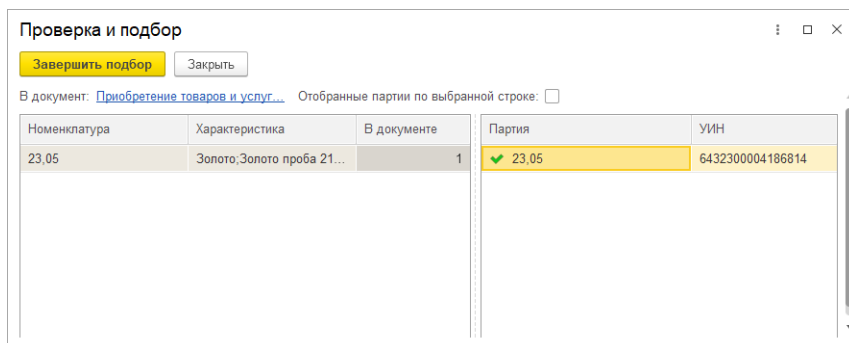 Проверка и подбор
Завершить подбор Закрыть
В документ: Приобретение товаров и услуг... Отобранные партии по выбранной строке:
Номенклатура Характеристика В документе Партия УИН
23,05 Золото;Золото проба 21... 1 23,05 6432300004186814